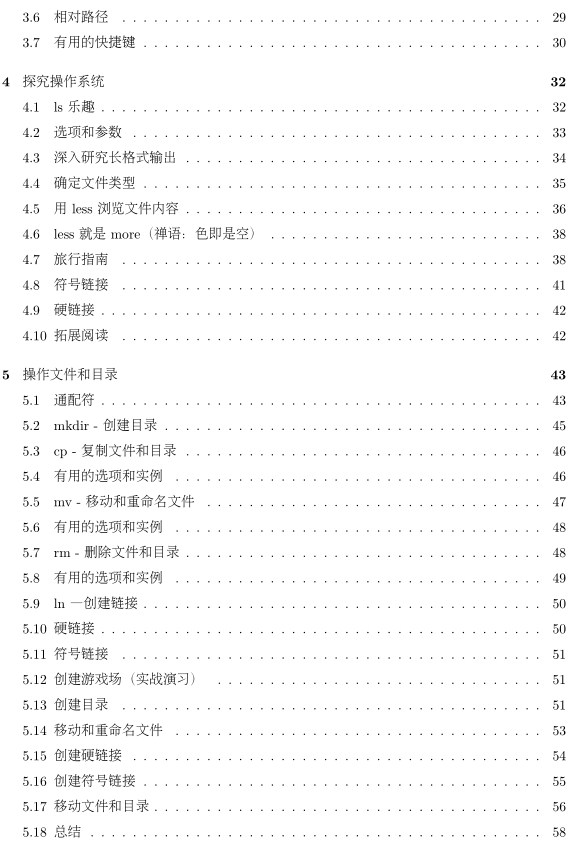 3.6 相对路径 . . . . . . . . . . . . . . . . . . . . . . . . . . . . . . . . . . . . . . . . 29
3.7 有用的快捷键 . . . . . . . . . . . . . . . . . . . . . . . . . . . . . . . . . . . . . . 30
4 探究操作系统 32
4.1 ls 乐趣 . . . . . . . . . . . . . . . . . . . . . . . . . . . . . . . . . . . . . . . . . . 32
4.2 选项和参数 . . . . . . . . . . . . . . . . . . . . . . . . . . . . . . . . . . . . . . . 33
4.3 深入研究长格式输出 . . . . . . . . . . . . . . . . . . . . . . . . . . . . . . . . . . 34
4.4 确定文件类型 . . . . . . . . . . . . . . . . . . . . . . . . . . . . . . . . . . . . . . 35
4.5 用 less 浏览文件内容 . . . . . . . . . . . . . . . . . . . . . . . . . . . . . . . . . . 36
4.6 less 就是 more（禅语：色即是空） . . . . . . . . . . . . . . . . . . . . . . . . . . 38
4.7 旅行指南 . . . . . . . . . . . . . . . . . . . . . . . . . . . . . . . . . . . . . . . . 38
4.8 符号链接 . . . . . . . . . . . . . . . . . . . . . . . . . . . . . . . . . . . . . . . . 41
4.9 硬链接 . . . . . . . . . . . . . . . . . . . . . . . . . . . . . . . . . . . . . . . . . . 42
4.10 拓展阅读 . . . . . . . . . . . . . . . . . . . . . . . . . . . . . . . . . . . . . . . . 42
5 操作文件和目录 43
5.1 通配符 . . . . . . . . . . . . . . . . . . . . . . . . . . . . . . . . . . . . . . . . . . 43
5.2 mkdir - 创建目录 . . . . . . . . . . . . . . . . . . . . . . . . . . . . . . . . . . . . 45
5.3 cp - 复制文件和目录 . . . . . . . . . . . . . . . . . . . . . . . . . . . . . . . . . . 46
5.4 有用的选项和实例 . . . . . . . . . . . . . . . . . . . . . . . . . . . . . . . . . . . 46
5.5 mv - 移动和重命名文件 . . . . . . . . . . . . . . . . . . . . . . . . . . . . . . . . 47
5.6 有用的选项和实例 . . . . . . . . . . . . . . . . . . . . . . . . . . . . . . . . . . . 48
5.7 rm - 删除文件和目录 . . . . . . . . . . . . . . . . . . . . . . . . . . . . . . . . . . 48
5.8 有用的选项和实例 . . . . . . . . . . . . . . . . . . . . . . . . . . . . . . . . . . . 49
5.9 ln —创建链接 . . . . . . . . . . . . . . . . . . . . . . . . . . . . . . . . . . . . . . 50
5.10 硬链接 . . . . . . . . . . . . . . . . . . . . . . . . . . . . . . . . . . . . . . . . . . 50
5.11 符号链接 . . . . . . . . . . . . . . . . . . . . . . . . . . . . . . . . . . . . . . . . 51
5.12 创建游戏场（实战演习） . . . . . . . . . . . . . . . . . . . . . . . . . . . . . . . 51
5.13 创建目录 . . . . . . . . . . . . . . . . . . . . . . . . . . . . . . . . . . . . . . . . 51
5.14 移动和重命名文件 . . . . . . . . . . . . . . . . . . . . . . . . . . . . . . . . . . . 53
5.15 创建硬链接 . . . . . . . . . . . . . . . . . . . . . . . . . . . . . . . . . . . . . . . 54
5.16 创建符号链接 . . . . . . . . . . . . . . . . . . . . . . . . . . . . . . . . . . . . . . 55
5.17 移动文件和目录 . . . . . . . . . . . . . . . . . . . . . . . . . . . . . . . . . . . . . 56
5.18 总结 . . . . . . . . . . . . . . . . . . . . . . . . . . . . . . . . . . . . . . . . . . . 58